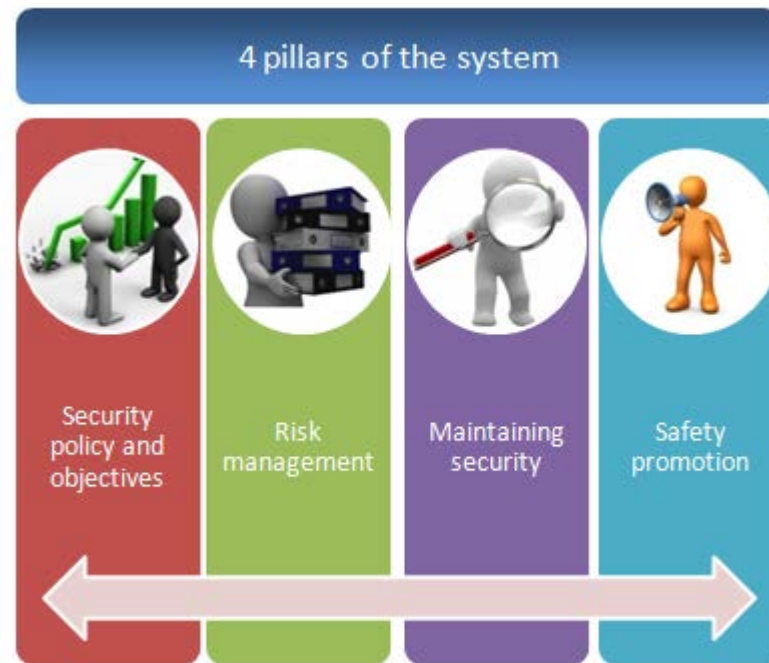 4 pillars of the system
Security
policy and
objectives
Risk
management
Maintaining
security
Safety
promotion